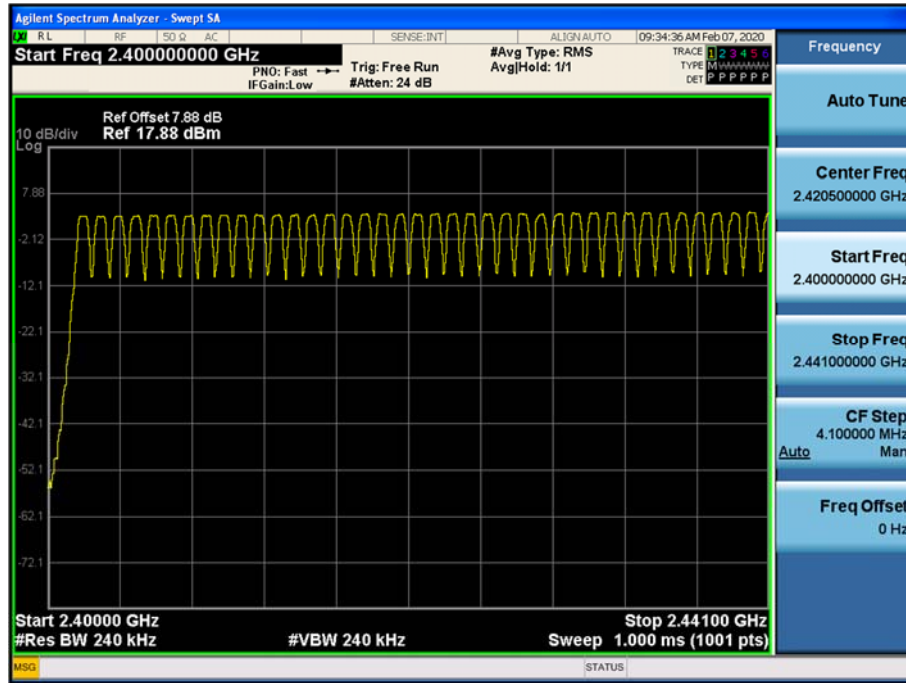 Agilent Spectrum Analyzer - Swept SA
LXI RL RF 50 Ω AC SENSE:INT ALIGN AUTO 09:34:36 AM Feb 07, 2020
Start Freq 2.400000000 GHz
PNO: Fast
IFGain:Low
Trig: Free Run
#Atten: 24 dB
#Avg Type: RMS
Avg|Hold: 1/1
TRACE 1 2 3 4 5 6
TYPE M
DET P P P P P P
Ref Offset 7.88 dB
10 dB/div Ref 17.88 dBm
Log
7.88
-2.12
-12.1
-22.1
-32.1
-42.1
-52.1
-62.1
-72.1
Start 2.40000 GHz Stop 2.44100 GHz
#Res BW 240 kHz #VBW 240 kHz Sweep 1.000 ms (1001 pts)
MSG STATUS
Frequency
Auto Tune
Center Freq
2.420500000 GHz
Start Freq
2.400000000 GHz
Stop Freq
2.441000000 GHz
CF Step
4.100000 MHz
Auto Man
Freq Offset
0 Hz